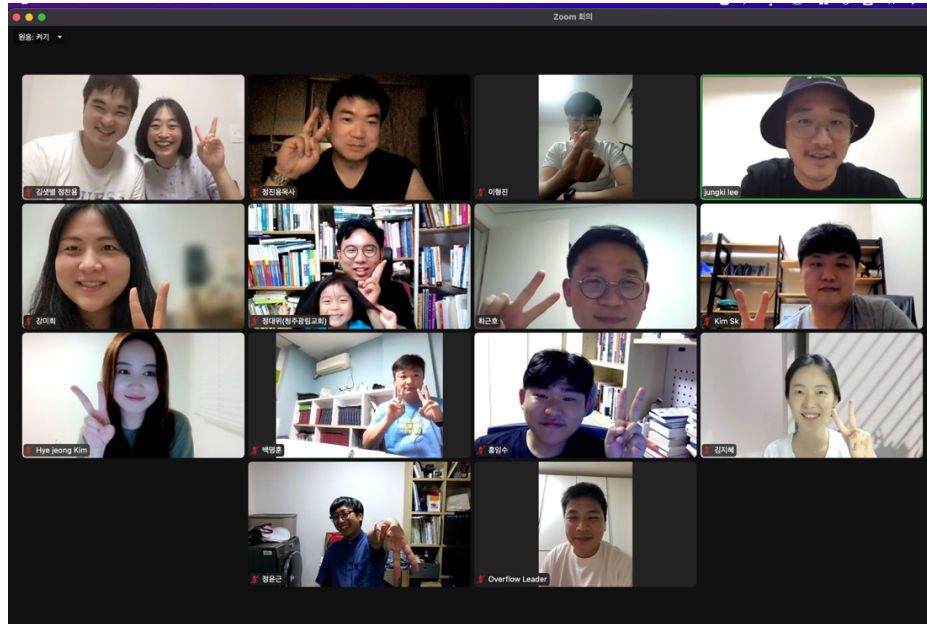 Zoom 회의
원음: 켜기
김샛별 정찬용
정진용목사
이형진
jungki lee
강미희
정대위(청주광림교회)
최근호
Kim Sk
Hye jeong Kim
백명훈
홍임수
김지혜
정윤근
Overflow Leader